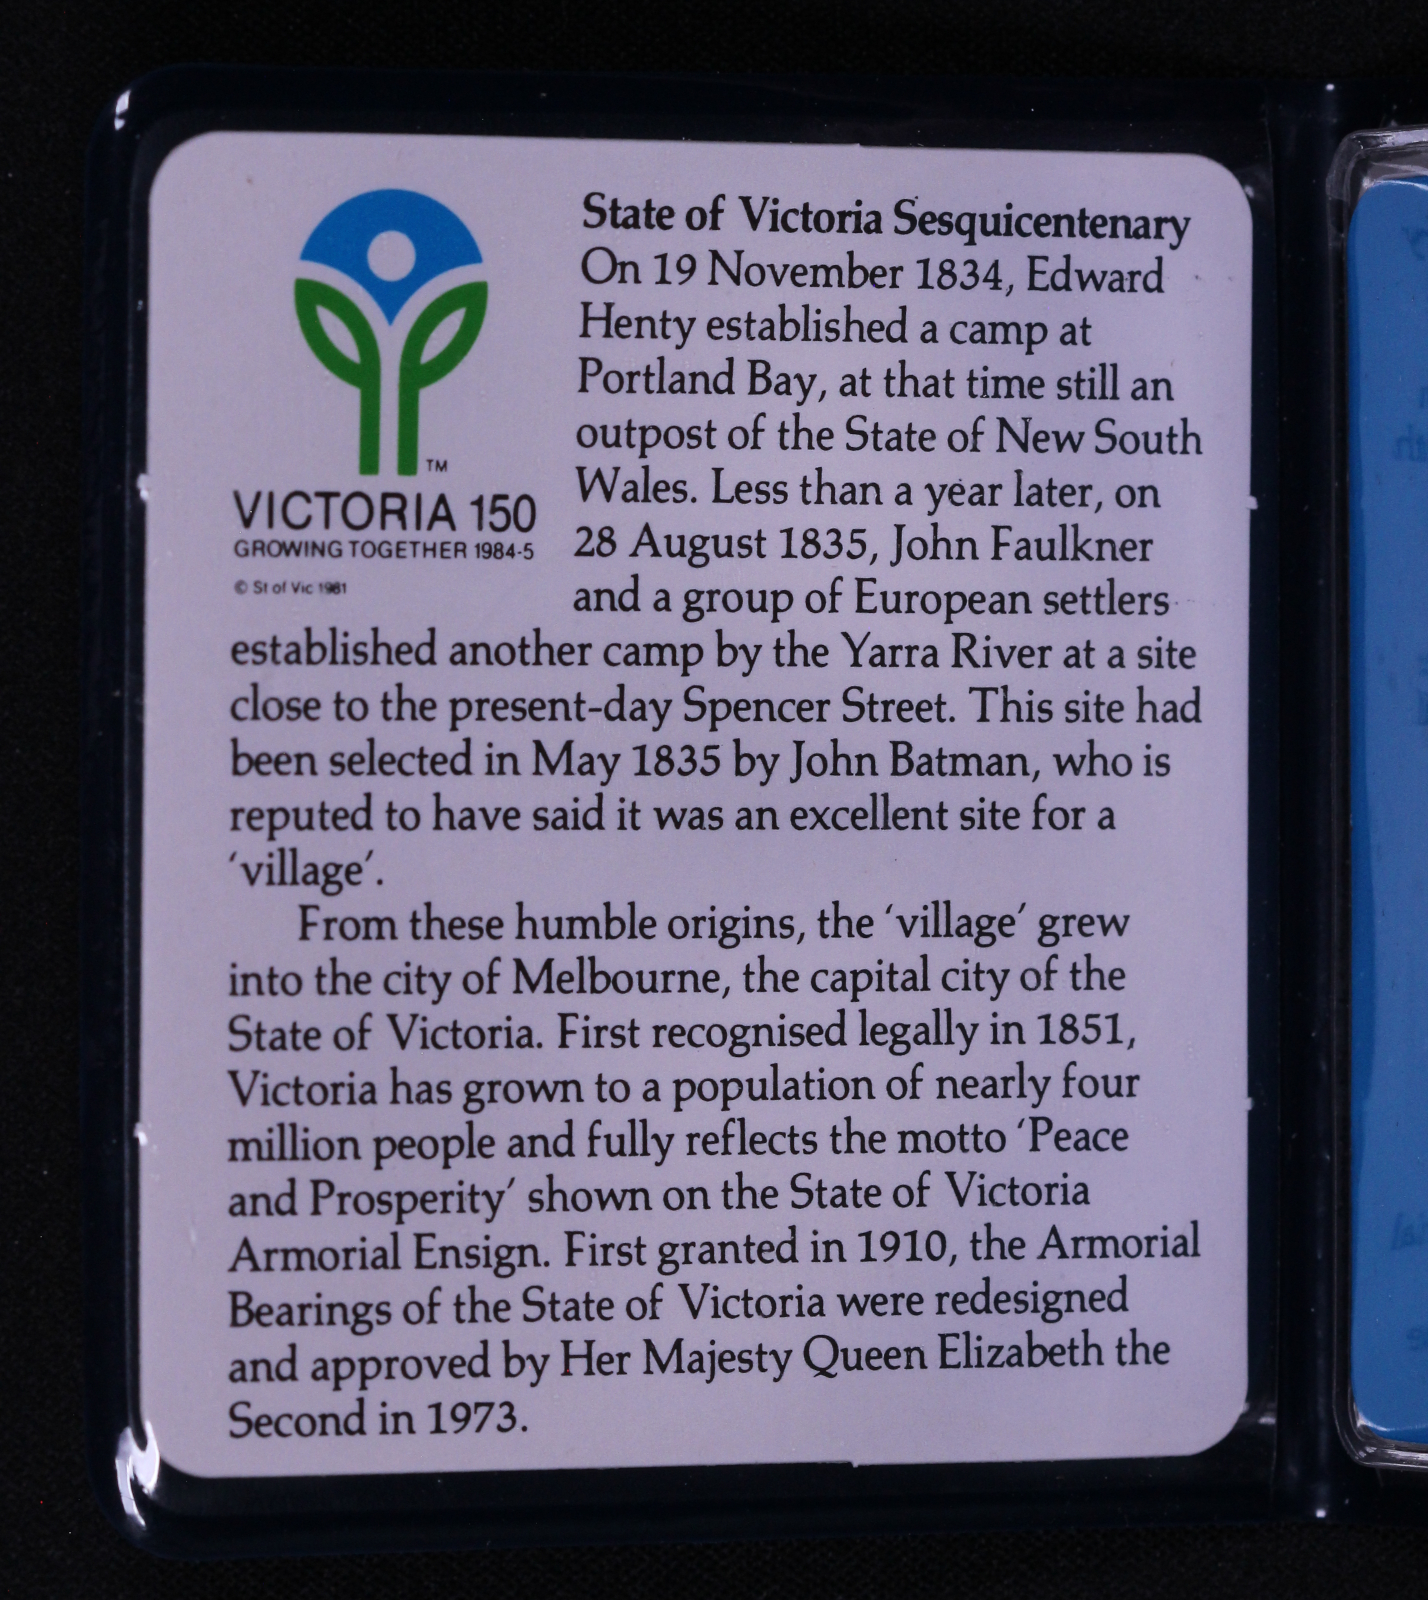 State of Victoria Sesquicentenary
On 19 November 1834, Edward
Henty established a camp at
Portland Bay, at that time still an
outpost of the State of New South
Wales. Less than a year later, on
28 August 1835, John Faulkner
and a group of European settlers
TM
VICTORIA 150
GROWING TOGETHER 1984-5
© St of Vic 1981
established another camp by the Yarra River at a site
close to the present-day Spencer Street. This site had
been selected in May 1835 by John Batman, who is
reputed to have said it was an excellent site for a
‘village’.
From these humble origins, the ‘village’ grew
into the city of Melbourne, the capital city of the
State of Victoria. First recognised legally in 1851,
Victoria has grown to a population of nearly four
million people and fully reflects the motto ‘Peace
and Prosperity’ shown on the State of Victoria
Armorial Ensign. First granted in 1910, the Armorial
Bearings of the State of Victoria were redesigned
and approved by Her Majesty Queen Elizabeth the
Second in 1973.